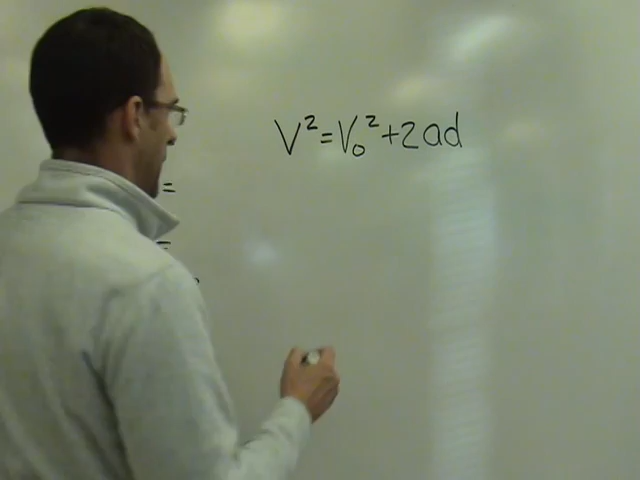 V²=V₀²+2ad
=
=